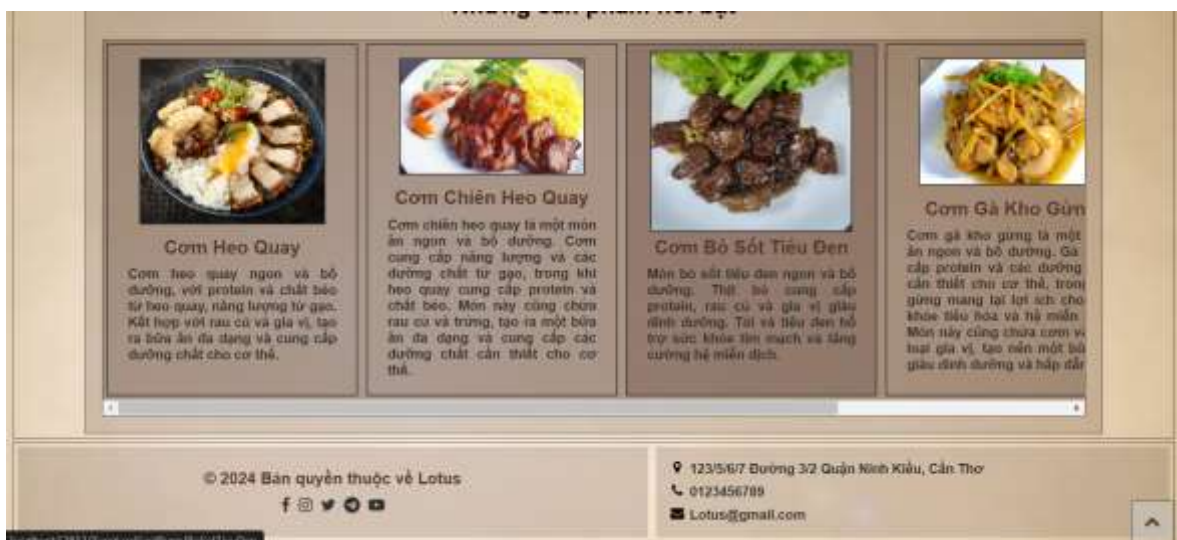 Những sản phẩm nổi bật
Cơm Heo Quay
Cơm heo quay ngon và bổ
dưỡng, với protein và chất béo
từ heo quay, năng lượng từ gạo.
Kết hợp với rau củ và gia vị, tạo
ra bữa ăn đa dạng và cung cấp
dưỡng chất cho cơ thể.
Cơm Chiên Heo Quay
Cơm chiên heo quay là một món
ăn ngon và bổ dưỡng. Cơm
cung cấp năng lượng và các
dưỡng chất từ gạo, trong khi
heo quay cung cấp protein và
chất béo. Món này cũng chứa
rau củ và trứng, tạo ra một bữa
ăn đa dạng và cung cấp các
dưỡng chất cần thiết cho cơ
thể.
Cơm Bò Sốt Tiêu Đen
Món bò sốt tiêu đen ngon và bổ
dưỡng. Thịt bò cung cấp
protein, rau củ và gia vị giàu
dinh dưỡng. Tỏi và tiêu đen hỗ
trợ sức khỏe tim mạch và tăng
cường hệ miễn dịch.
Cơm Gà Kho Gừn
Cơm gà kho gừng là một
ăn ngon và bổ dưỡng. Gà
cấp protein và các dưỡng
cần thiết cho cơ thể, trong
gừng mang lại lợi ích cho
khỏe tiêu hóa và hệ miễn
Món này cũng chứa cơm và
loại gia vị, tạo nên một bữ
giàu dinh dưỡng và hấp dẫn
© 2024 Bản quyền thuộc về Lotus
123/5/6/7 Đường 3/2 Quận Ninh Kiều, Cần Thơ
0123456789
Lotus@gmail.com